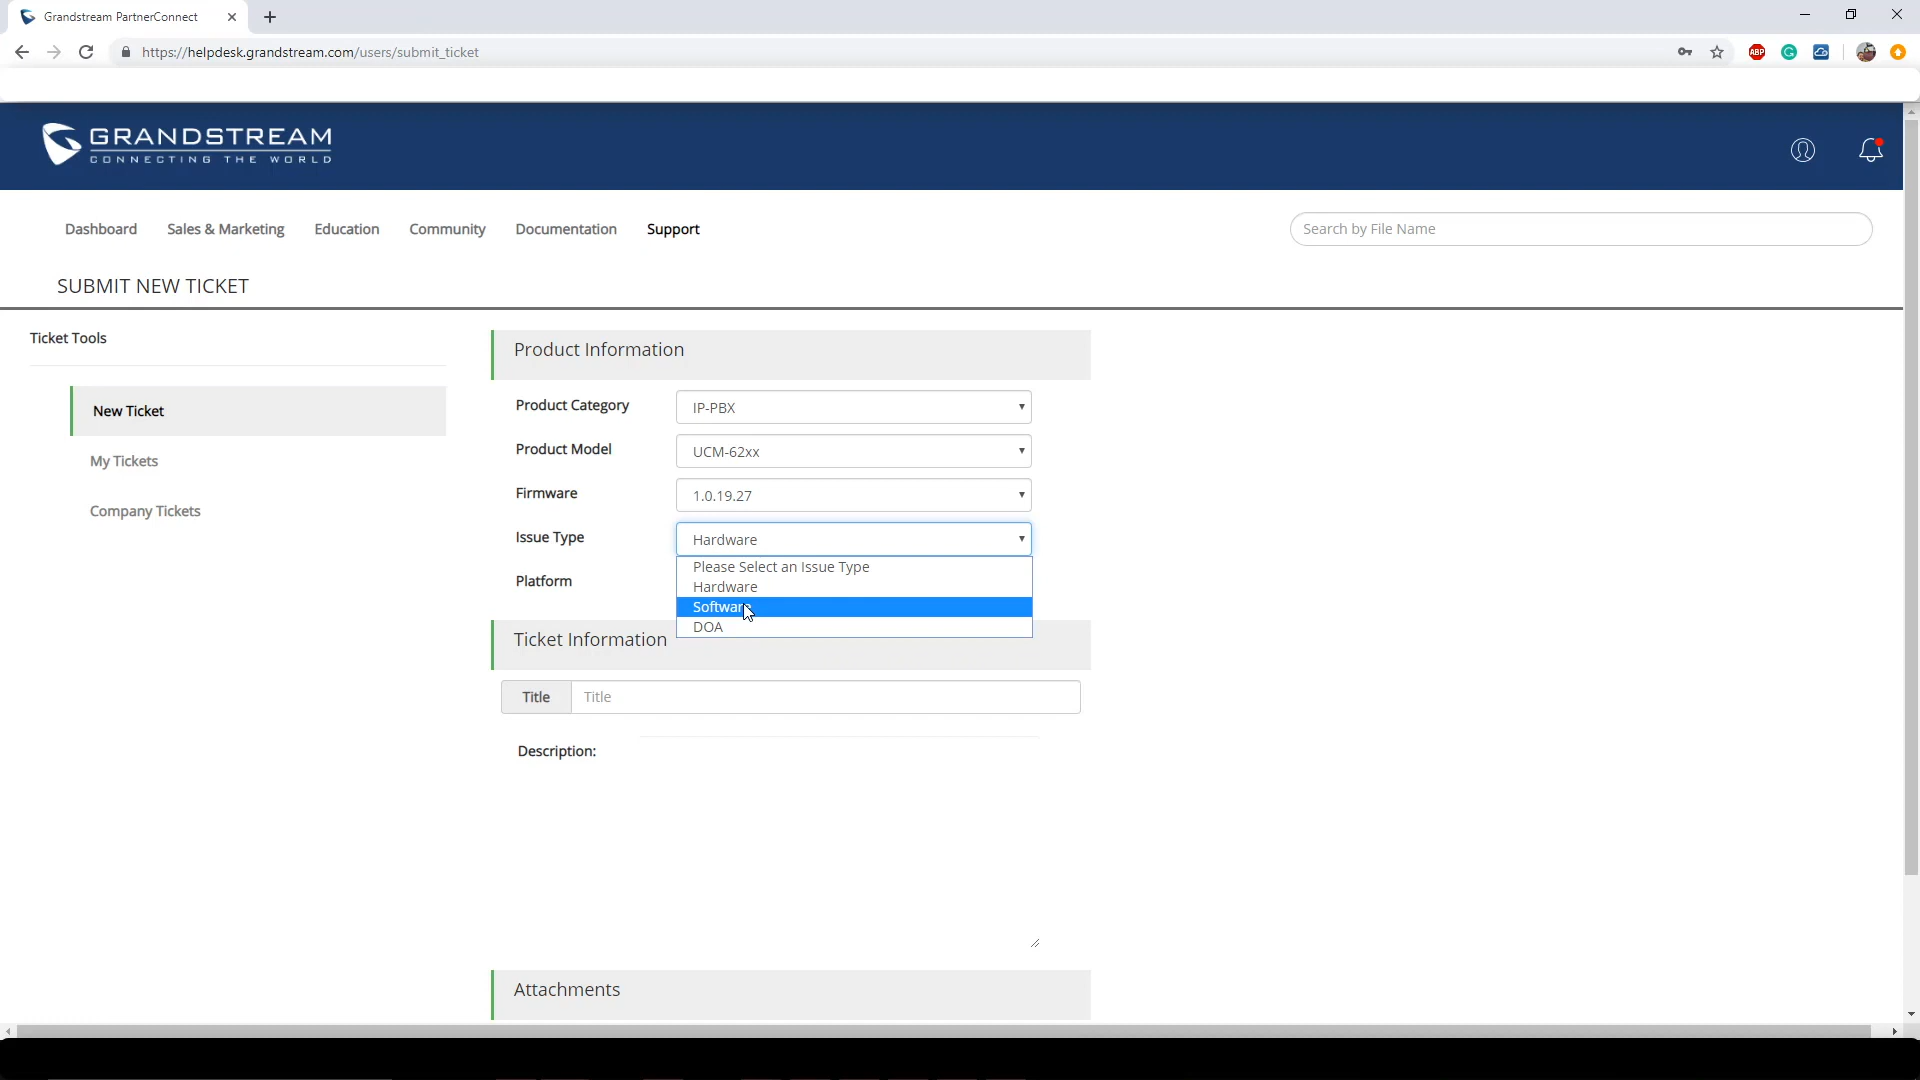 Grandstream PartnerConnect
https://helpdesk.grandstream.com/users/submit_ticket
ABP
GRANDSTREAM
CONNECTING THE WORLD
Dashboard Sales & Marketing Education Community Documentation Support
Search by File Name
SUBMIT NEW TICKET
Ticket Tools
New Ticket
My Tickets
Company Tickets
Product Information
Product Category IP-PBX
Product Model UCM-62xx
Firmware 1.0.19.27
Issue Type Hardware
Please Select an Issue Type
Hardware
Software
DOA
Platform
Ticket Information
Title Title
Description:
Attachments